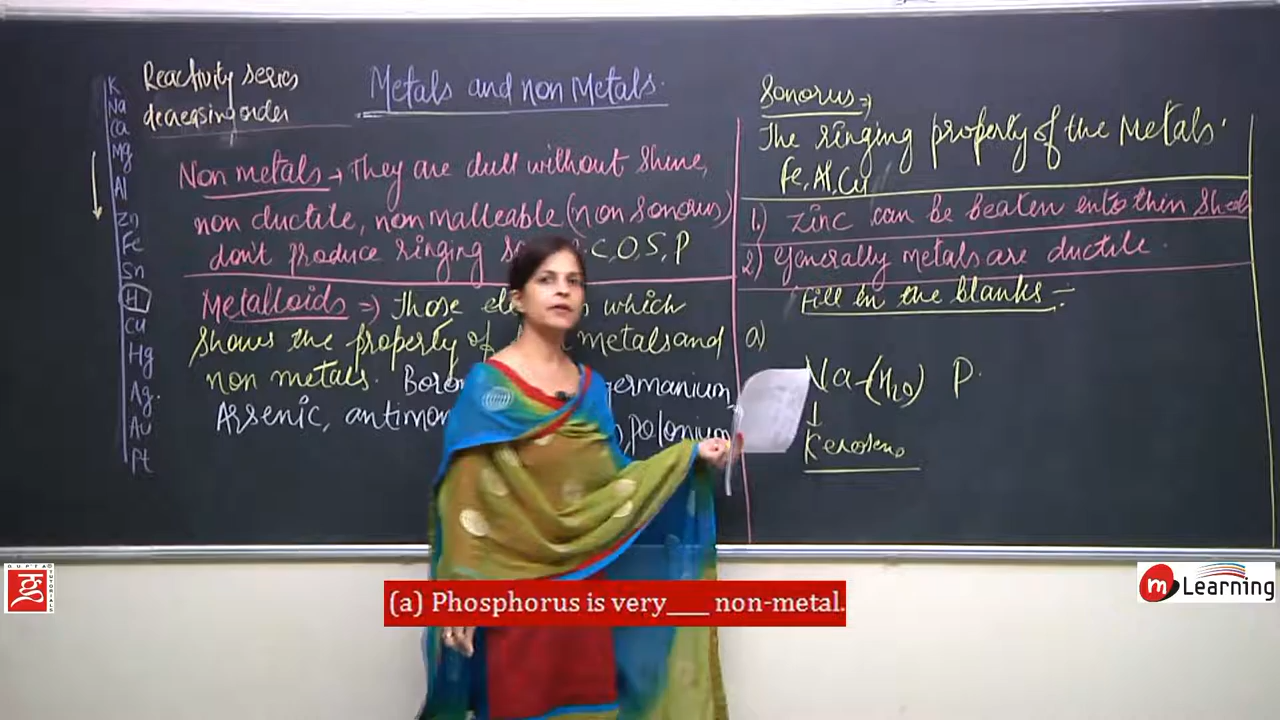 K
Na
Ca
Mg
Al
Zn
Fe
Sn
H
Cu
Hg
Ag
Au
Pt
Reactivity series
decreasing order
Metals and non Metals.
Non metals → They are dull without shine,
non ductile, non malleable (non sonorus)
don't produce ringing C, O, S, P
Metalloids => Those which
shows the property of metals and
non metals. germanium,
Arsenic, polonium
Sonorus =>
The ringing property of the Metals.
Fe, Al, Cu
1) Zinc can be beaten into thin
2) Generally metals are ductile.
Fill in the blanks :-
a)
Na-(H2O) P.
↓
Kerosene
(a) Phosphorus is very___ non-metal.
GUPTA TUTORIALS
m Learning